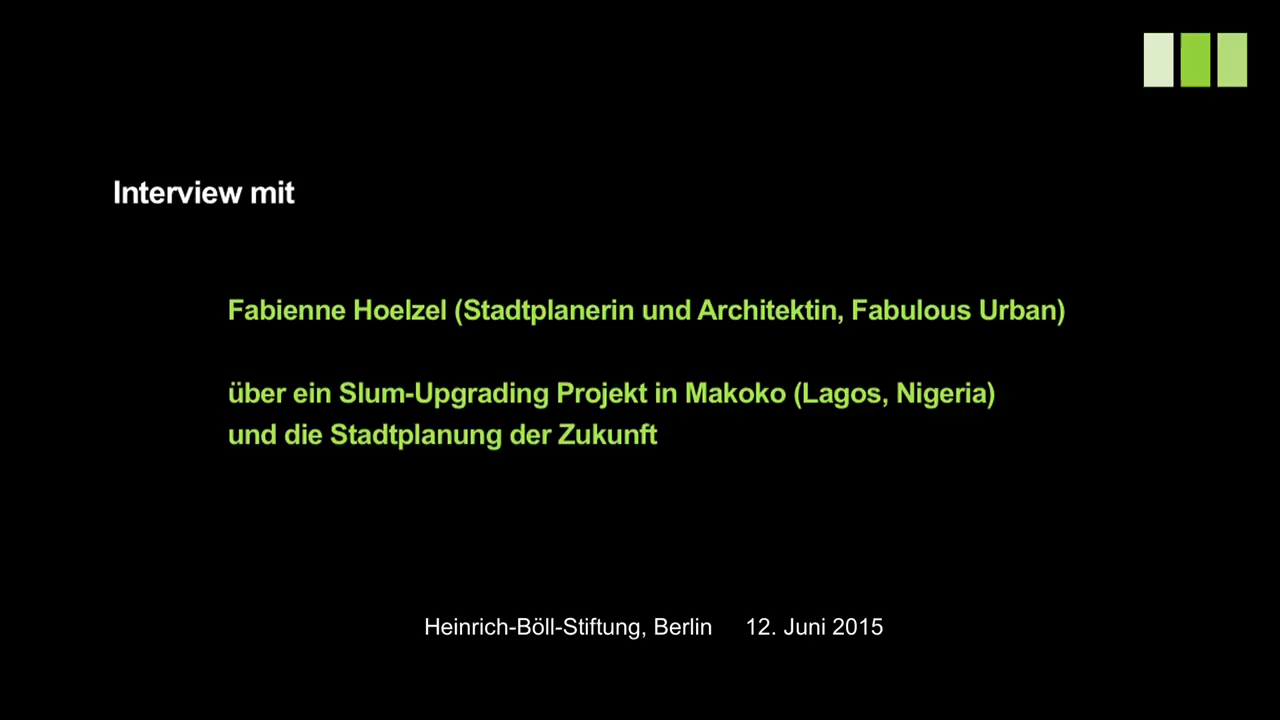 Interview mit
Fabienne Hoelzel (Stadtplanerin und Architektin, Fabulous Urban)
über ein Slum-Upgrading Projekt in Makoko (Lagos, Nigeria)
und die Stadtplanung der Zukunft
Heinrich-Böll-Stiftung, Berlin 12. Juni 2015